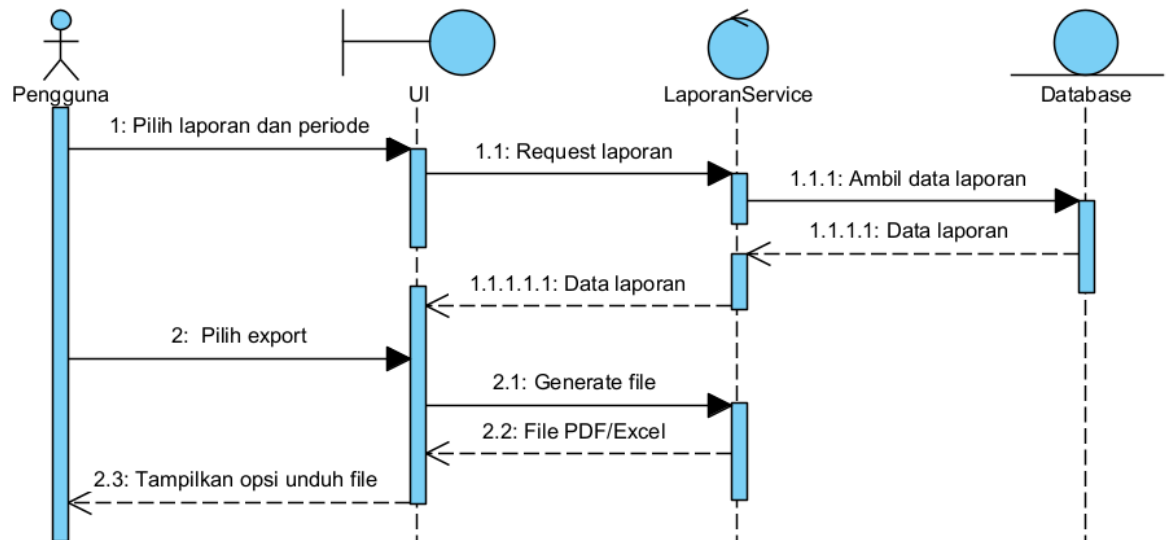 Pengguna
UI
LaporanService
Database
1: Pilih laporan dan periode
1.1: Request laporan
1.1.1: Ambil data laporan
1.1.1.1: Data laporan
1.1.1.1.1: Data laporan
2:  Pilih export
2.1: Generate file
2.2: File PDF/Excel
2.3: Tampilkan opsi unduh file